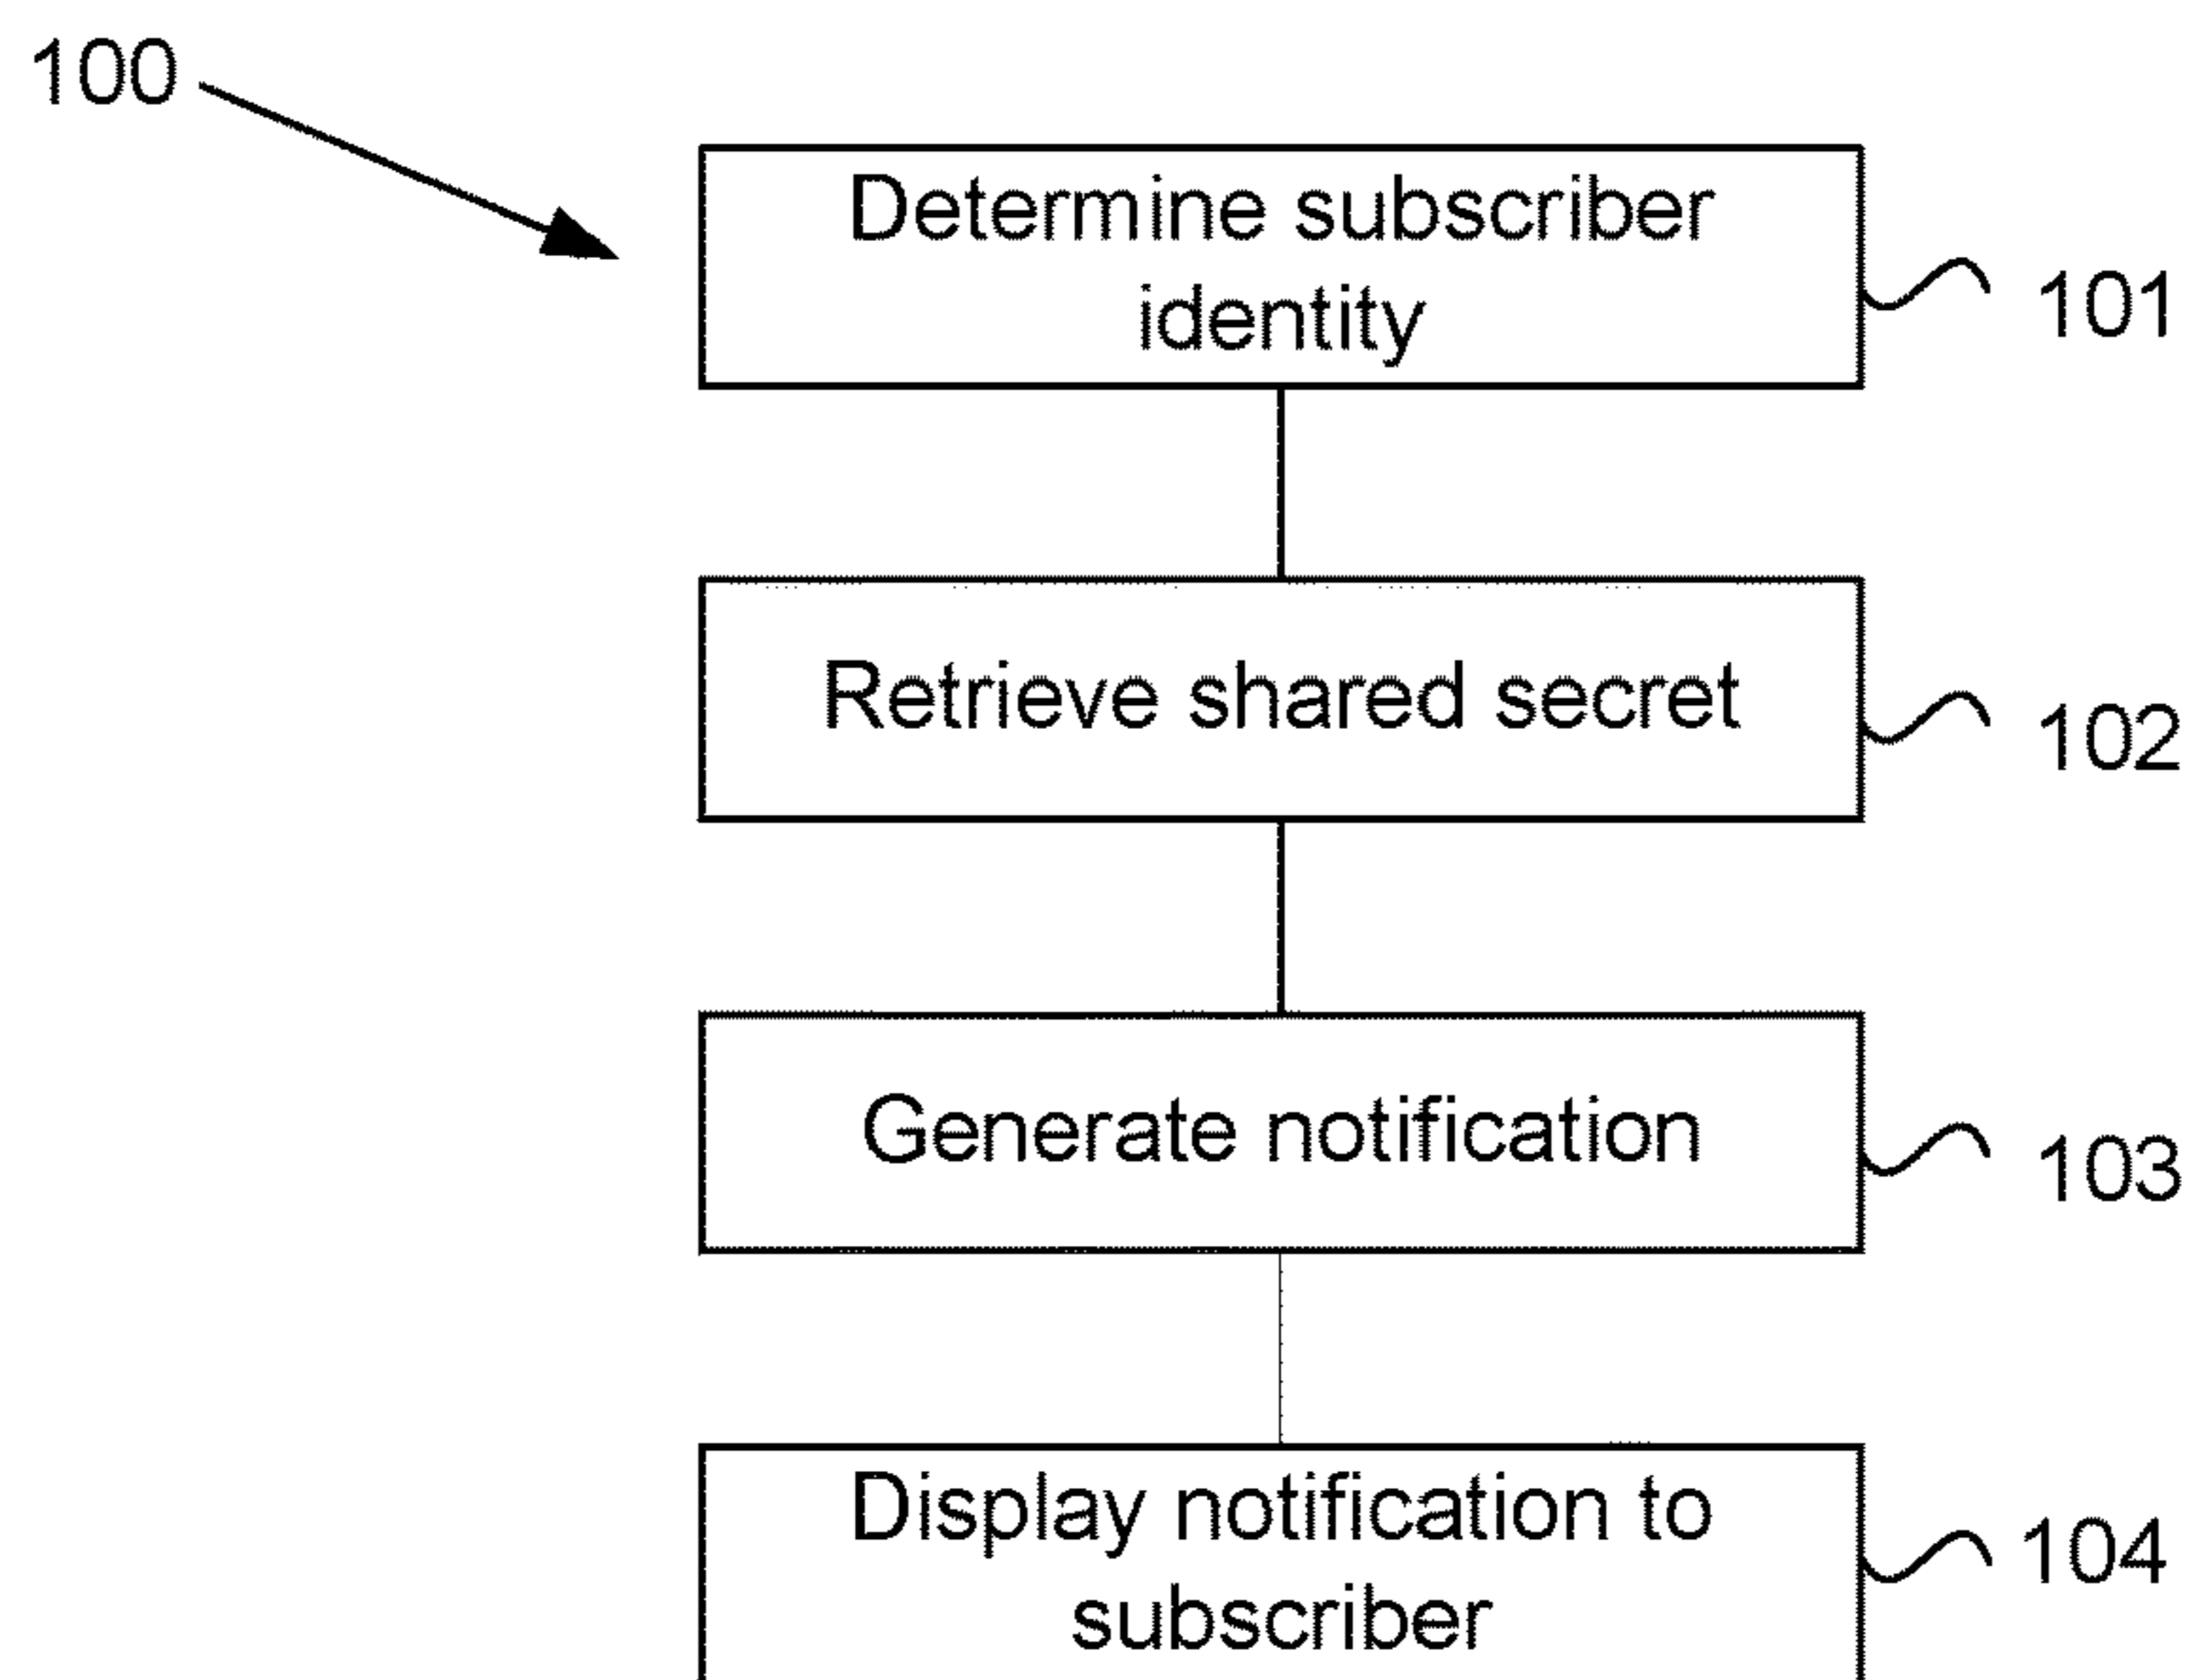 100
Determine subscriber
identity
101
Retrieve shared secret
102
Generate notification
103
Display notification to
subscriber
104